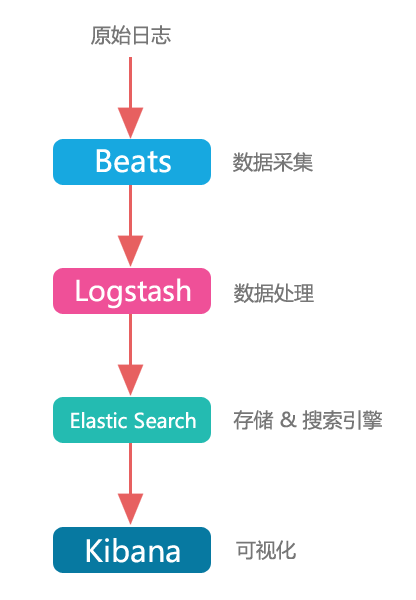 原始日志
Beats
数据采集
Logstash
数据处理
Elastic Search
存储 & 搜索引擎
Kibana
可视化